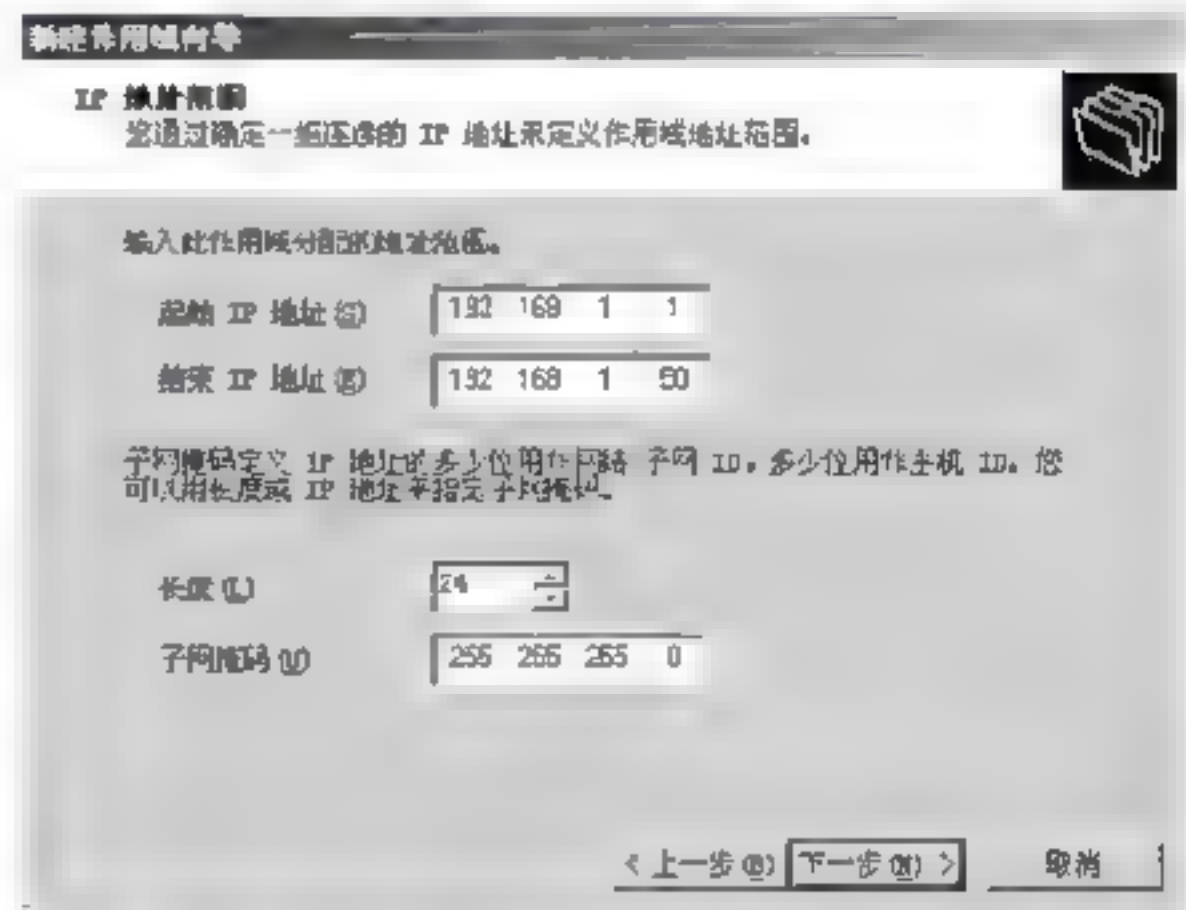 新建作用域向导
IP 地址范围
您通过确定一组连续的 IP 地址来定义作用域地址范围。
输入此作用域分配的地址范围。
起始 IP 地址(S)
192 168 1 1
结束 IP 地址(E)
192 168 1 50
子网掩码定义 IP 地址的多少位用作网络 子网 ID，多少位用作主机 ID。您
可以用长度或 IP 地址来指定子网掩码。
长度(L)
24
子网掩码(U)
255 255 255 0
< 上一步(B) 下一步(N) > 取消